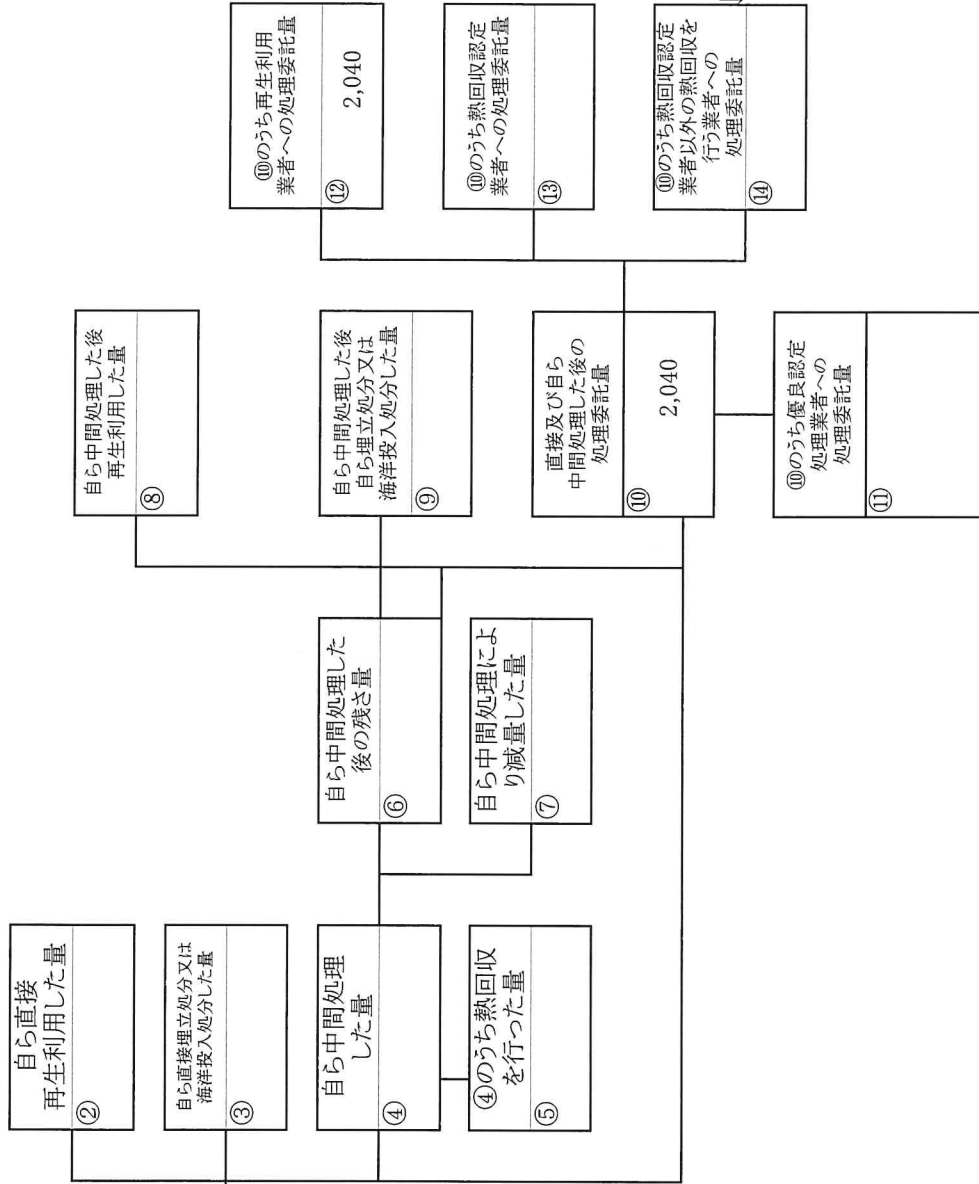 自ら直接
再生利用した量
②
自ら直接埋立処分又は
海洋投入処分した量
③
自ら中間処理
した量
④
④のうち熱回収
を行った量
⑤
自ら中間処理した
後の残さ量
⑥
自ら中間処理によ
り減量した量
⑦
自ら中間処理した後
再生利用した量
⑧
自ら中間処理した後
自ら埋立処分又は
海洋投入処分した量
⑨
直接及び自ら
中間処理した後の
処理委託量
⑩
2,040
⑩のうち優良認定
処理業者への
処理委託量
⑪
⑩のうち再生利用
業者への処理委託量
⑫
2,040
⑩のうち熱回収認定
業者への処理委託量
⑬
⑩のうち熱回収認定
業者以外の熱回収を
行う業者への
処理委託量
⑭